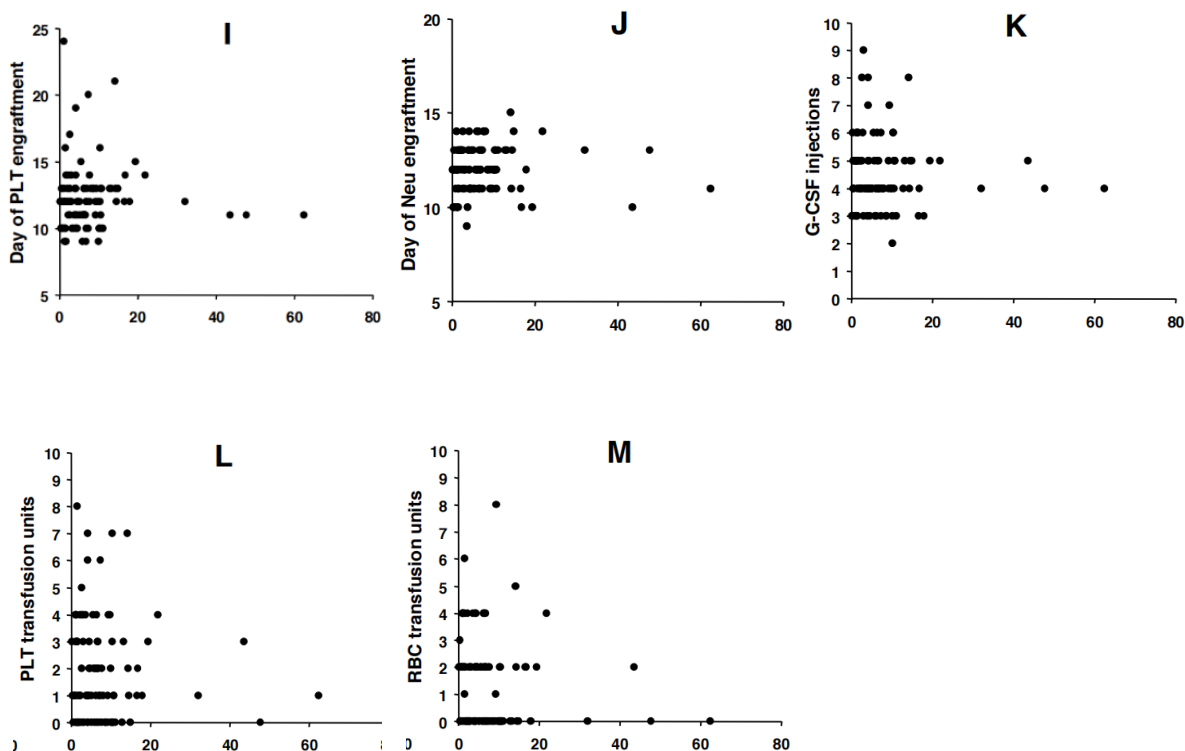 I
Day of PLT engraftment
25
20
15
10
5
0 20 40 60 80
J
Day of Neu engraftment
20
15
10
5
0 20 40 60 80
K
G-CSF injections
10
9
8
7
6
5
4
3
2
1
0
0 20 40 60 80
L
PLT transfusion units
10
9
8
7
6
5
4
3
2
1
0
0 20 40 60
M
RBC transfusion units
10
9
8
7
6
5
4
3
2
1
0
0 20 40 60 80